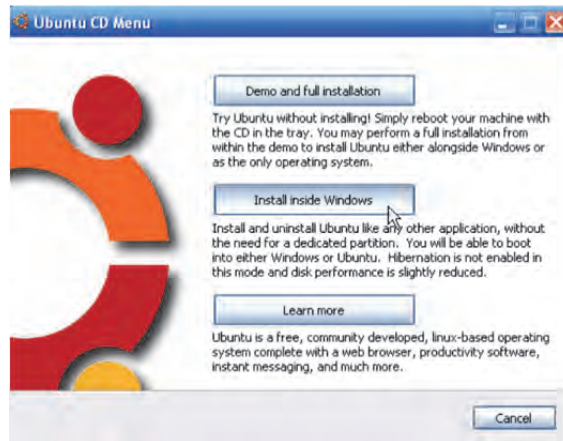 Ubuntu CD Menu
Demo and full installation
Try Ubuntu without installing! Simply reboot your machine with
the CD in the tray. You may perform a full installation from
within the demo to install Ubuntu either alongside Windows or
as the only operating system.
Install inside Windows
Install and uninstall Ubuntu like any other application, without
the need for a dedicated partition. You will be able to boot
into either Windows or Ubuntu. Hibernation is not enabled in
this mode and disk performance is slightly reduced.
Learn more
Ubuntu is a free, community developed, linux-based operating
system complete with a web browser, productivity software,
instant messaging, and much more.
Cancel